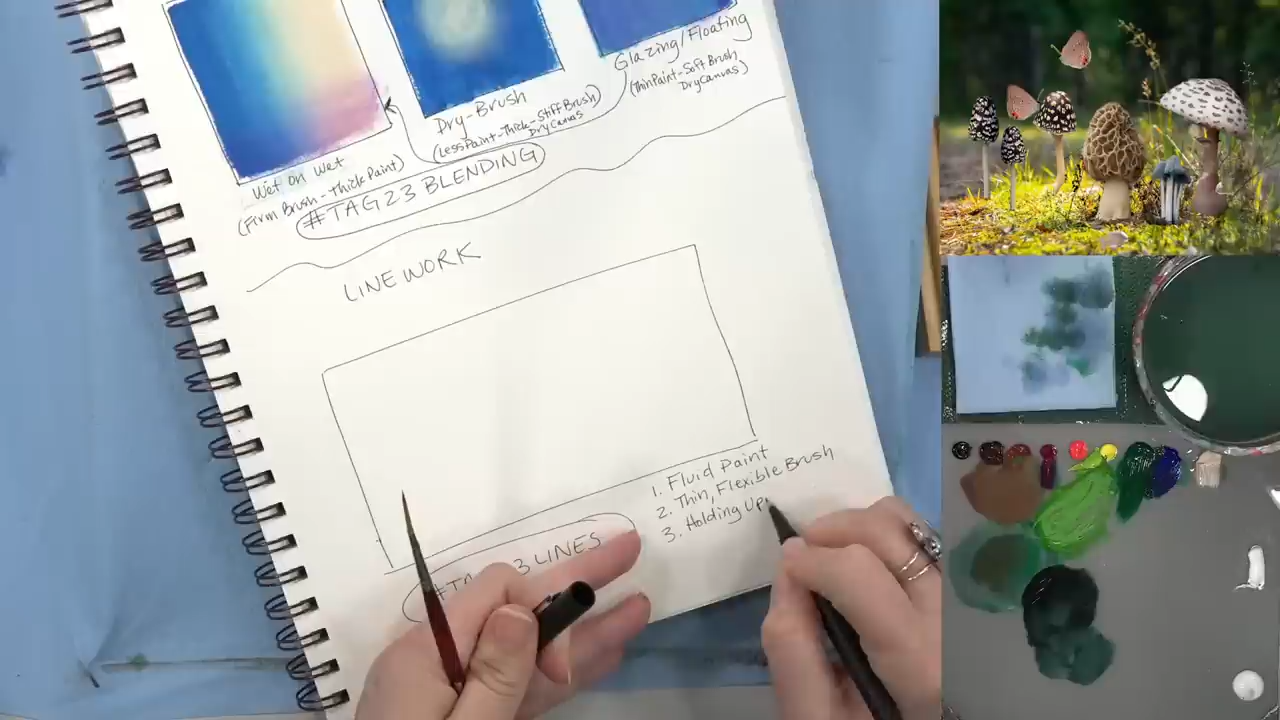 Glazing/Floating
(Thin Paint-Soft Brush
Dry Canvas)
Dry-Brush
(Less Paint-Thick-Stiff Brush)
Dry Canvas
Wet on Wet
(Firm Brush-Thick Paint)
#TAG23 BLENDING
LINE WORK
1. Fluid Paint
2. Thin, Flexible Brush
3. Holding Up
3 LINES